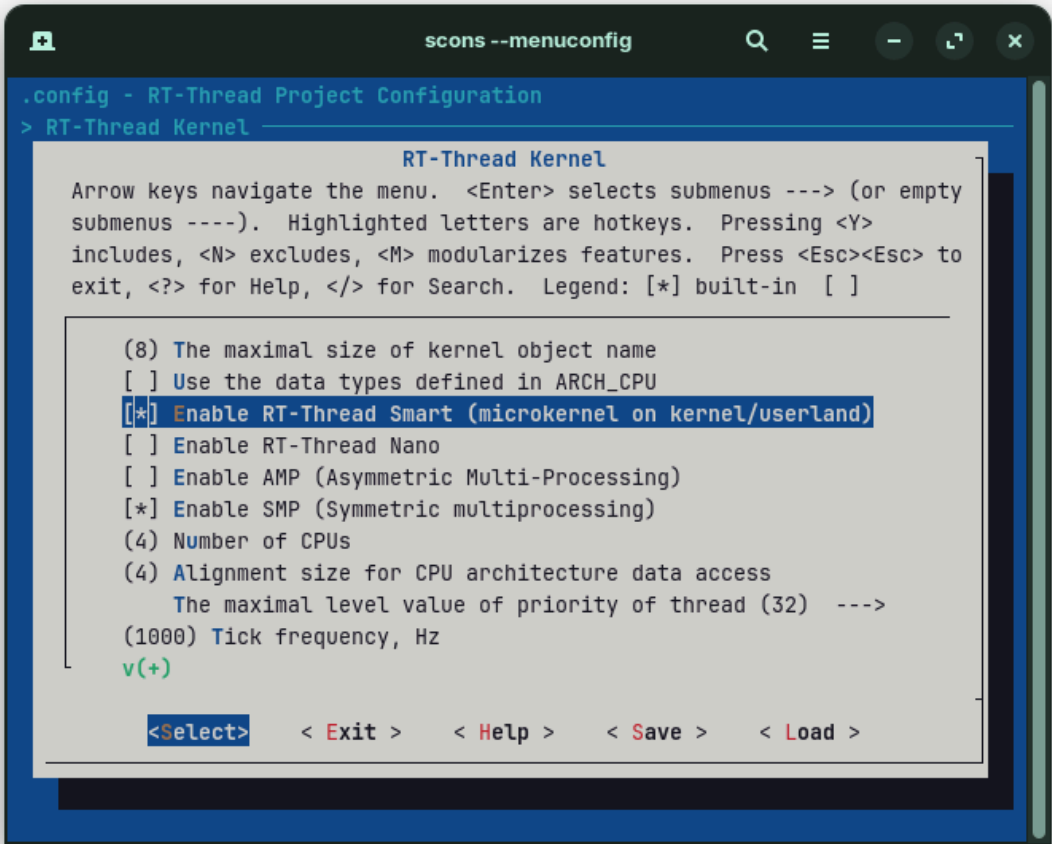 scons --menuconfig
.config - RT-Thread Project Configuration
> RT-Thread Kernel
RT-Thread Kernel
Arrow keys navigate the menu.  <Enter> selects submenus ---> (or empty
submenus ----).  Highlighted letters are hotkeys.  Pressing <Y>
includes, <N> excludes, <M> modularizes features.  Press <Esc><Esc> to
exit, <?> for Help, </> for Search.  Legend: [*] built-in  [ ]
(8) The maximal size of kernel object name
[ ] Use the data types defined in ARCH_CPU
[*] Enable RT-Thread Smart (microkernel on kernel/userland)
[ ] Enable RT-Thread Nano
[ ] Enable AMP (Asymmetric Multi-Processing)
[*] Enable SMP (Symmetric multiprocessing)
(4) Number of CPUs
(4) Alignment size for CPU architecture data access
The maximal level value of priority of thread (32)  --->
(1000) Tick frequency, Hz
v(+)
<Select>    < Exit >    < Help >    < Save >    < Load >